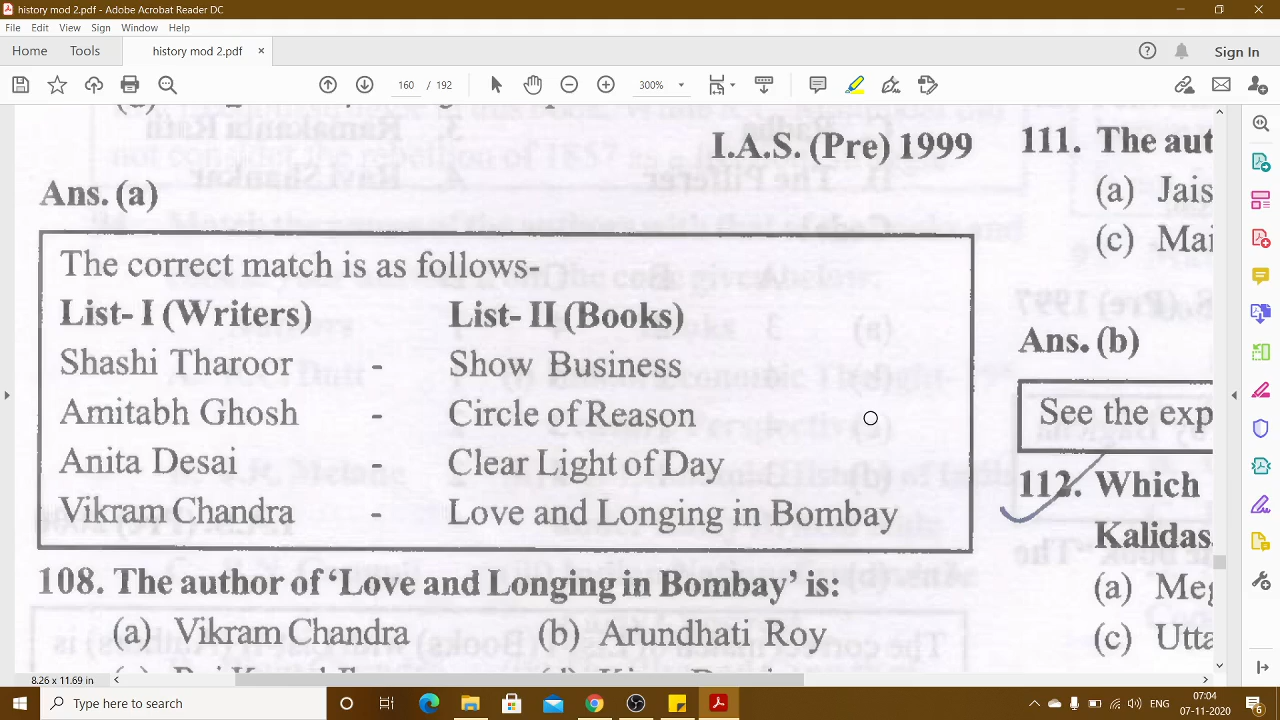 history mod 2.pdf - Adobe Acrobat Reader DC
File Edit View Sign Window Help
Home Tools history mod 2.pdf × Sign In
160 / 192 300%
I.A.S. (Pre) 1999
Ans. (a)
The correct match is as follows-
List- I (Writers) List- II (Books)
Shashi Tharoor - Show Business
Amitabh Ghosh - Circle of Reason
Anita Desai - Clear Light of Day
Vikram Chandra - Love and Longing in Bombay
108. The author of ‘Love and Longing in Bombay’ is:
(a) Vikram Chandra (b) Arundhati Roy
111. The aut
(a) Jais
(c) Mai
Ans. (b)
See the exp
112. Which
Kalidas
(a) Meg
(c) Utta
8.26 x 11.69 in
Type here to search
ENG
07:04
07-11-2020
6